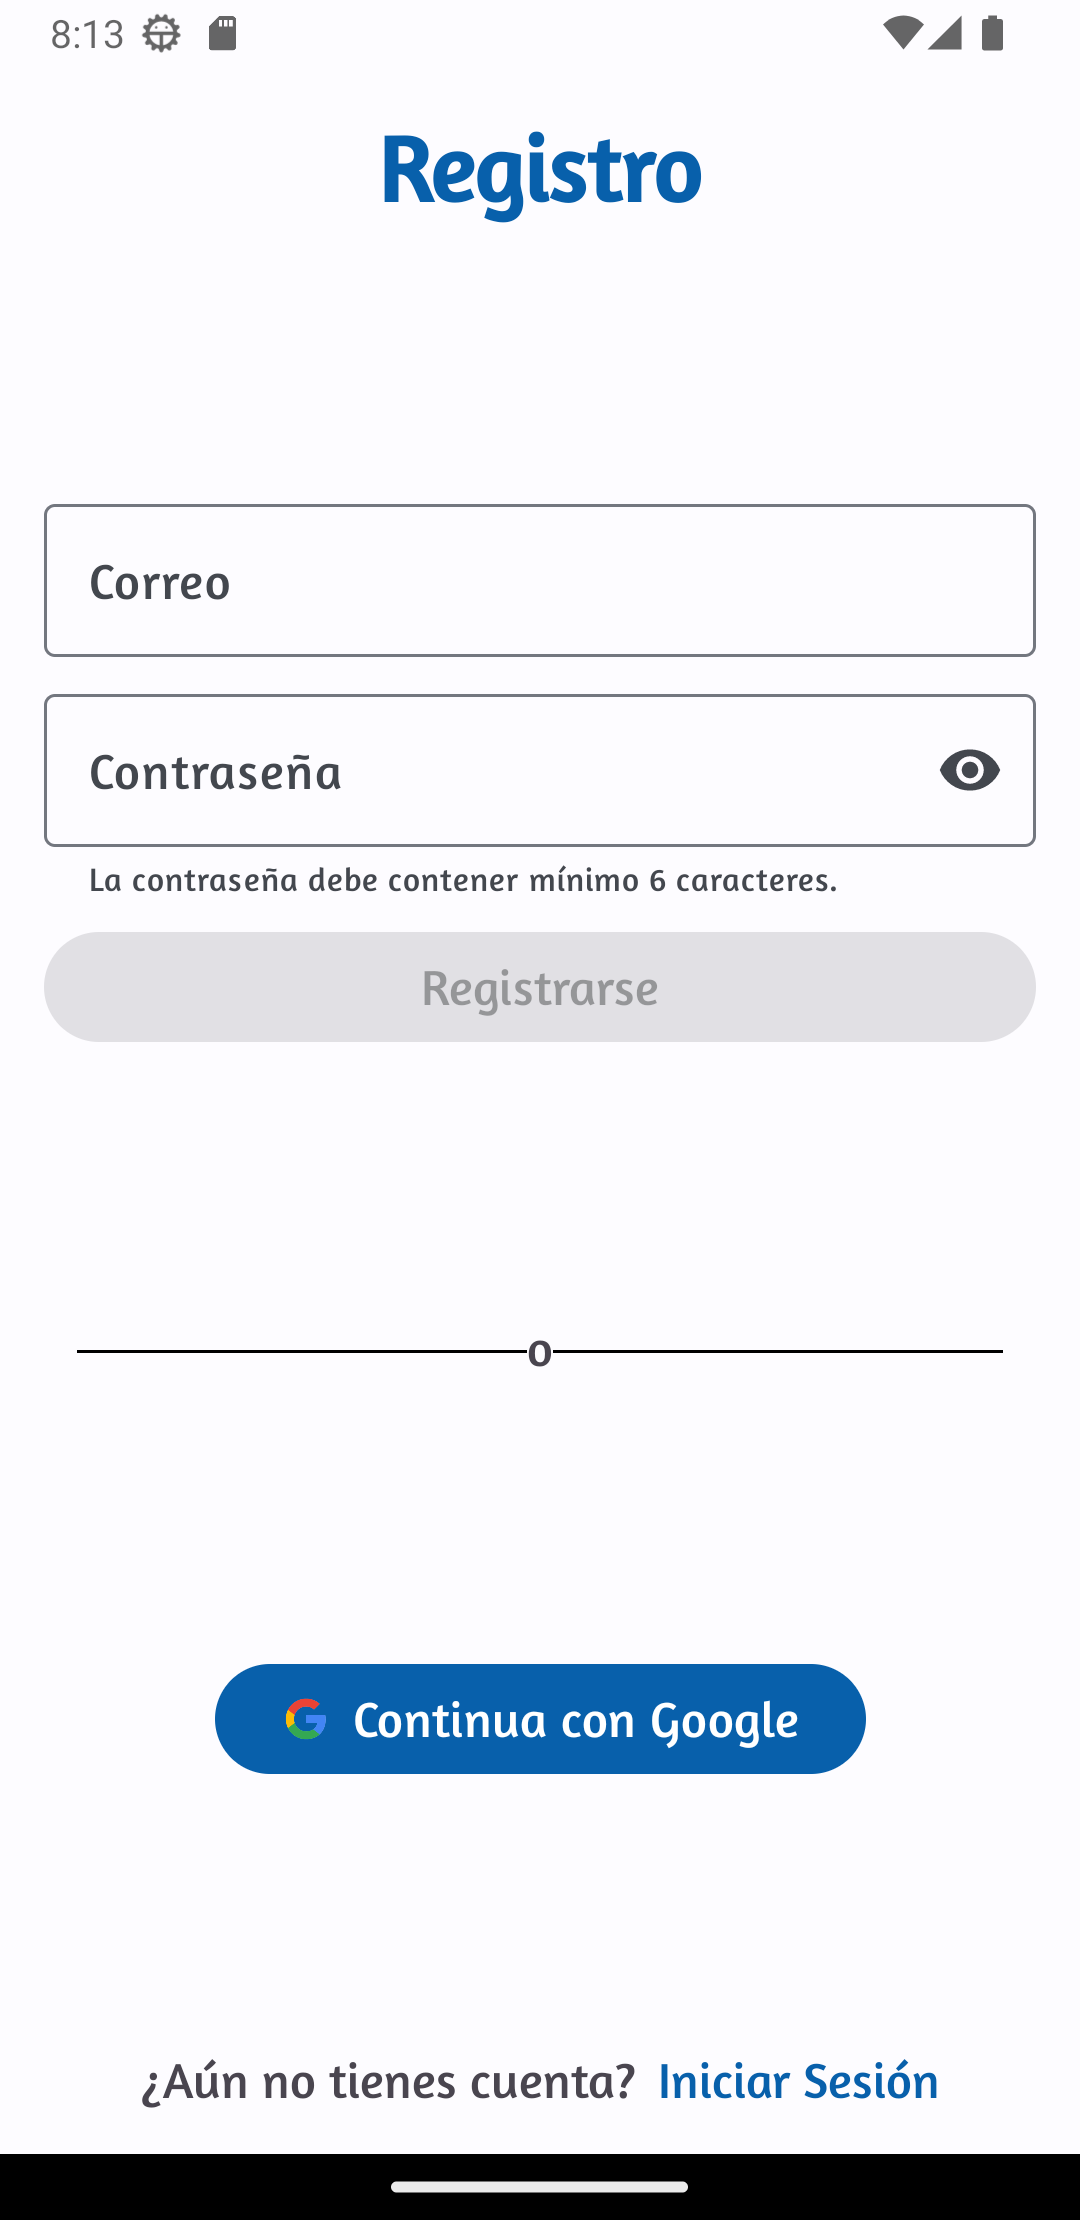 8:13
Registro
Correo
Contraseña
La contraseña debe contener mínimo 6 caracteres.
Registrarse
o
Continua con Google
¿Aún no tienes cuenta? Iniciar Sesión